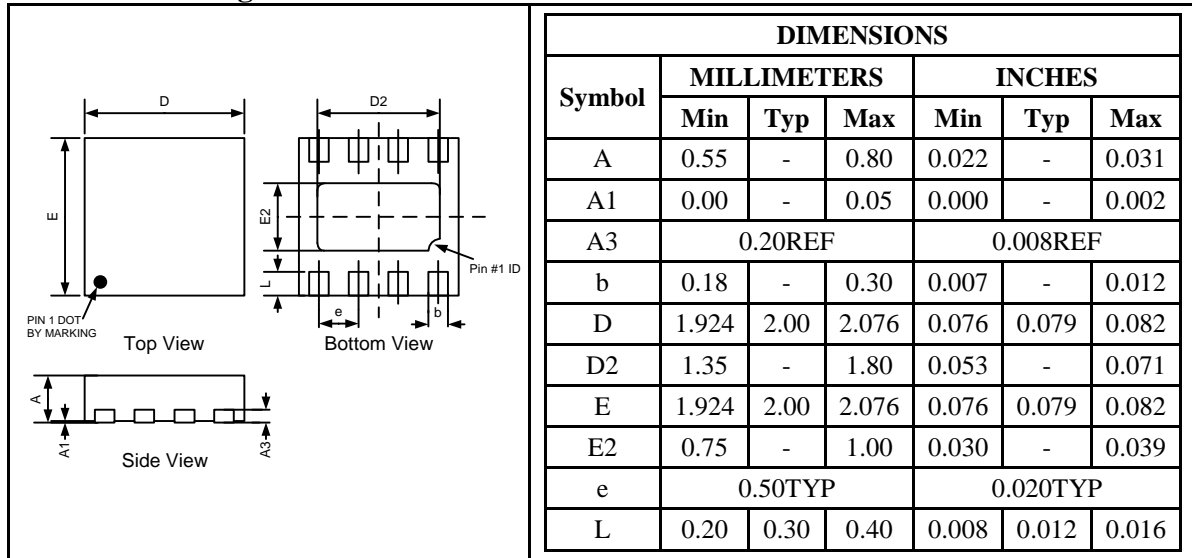 D
E
PIN 1 DOT
BY MARKING
Top View
D2
E2
L
e
b
Pin #1 ID
Bottom View
A
A1
A3
Side View
DIMENSIONS
Symbol MILLIMETERS INCHES
Min Typ Max Min Typ Max
A 0.55 - 0.80 0.022 - 0.031
A1 0.00 - 0.05 0.000 - 0.002
A3 0.20REF 0.008REF
b 0.18 - 0.30 0.007 - 0.012
D 1.924 2.00 2.076 0.076 0.079 0.082
D2 1.35 - 1.80 0.053 - 0.071
E 1.924 2.00 2.076 0.076 0.079 0.082
E2 0.75 - 1.00 0.030 - 0.039
e 0.50TYP 0.020TYP
L 0.20 0.30 0.40 0.008 0.012 0.016